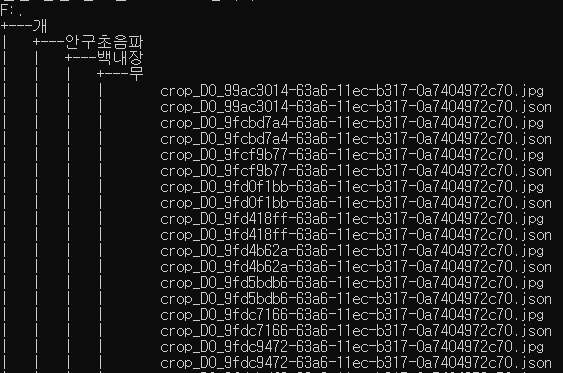 F:.
+---개
|   +---안구초음파
|   |   +---백내장
|   |   |   +---무
|   |   |   |       crop_D0_99ac3014-63a6-11ec-b317-0a7404972c70.jpg
|   |   |   |       crop_D0_99ac3014-63a6-11ec-b317-0a7404972c70.json
|   |   |   |       crop_D0_9fcbd7a4-63a6-11ec-b317-0a7404972c70.jpg
|   |   |   |       crop_D0_9fcbd7a4-63a6-11ec-b317-0a7404972c70.json
|   |   |   |       crop_D0_9fcf9b77-63a6-11ec-b317-0a7404972c70.jpg
|   |   |   |       crop_D0_9fcf9b77-63a6-11ec-b317-0a7404972c70.json
|   |   |   |       crop_D0_9fd0f1bb-63a6-11ec-b317-0a7404972c70.jpg
|   |   |   |       crop_D0_9fd0f1bb-63a6-11ec-b317-0a7404972c70.json
|   |   |   |       crop_D0_9fd418ff-63a6-11ec-b317-0a7404972c70.jpg
|   |   |   |       crop_D0_9fd418ff-63a6-11ec-b317-0a7404972c70.json
|   |   |   |       crop_D0_9fd4b62a-63a6-11ec-b317-0a7404972c70.jpg
|   |   |   |       crop_D0_9fd4b62a-63a6-11ec-b317-0a7404972c70.json
|   |   |   |       crop_D0_9fd5bdb6-63a6-11ec-b317-0a7404972c70.jpg
|   |   |   |       crop_D0_9fd5bdb6-63a6-11ec-b317-0a7404972c70.json
|   |   |   |       crop_D0_9fdc7166-63a6-11ec-b317-0a7404972c70.jpg
|   |   |   |       crop_D0_9fdc7166-63a6-11ec-b317-0a7404972c70.json
|   |   |   |       crop_D0_9fdc9472-63a6-11ec-b317-0a7404972c70.jpg
|   |   |   |       crop_D0_9fdc9472-63a6-11ec-b317-0a7404972c70.json